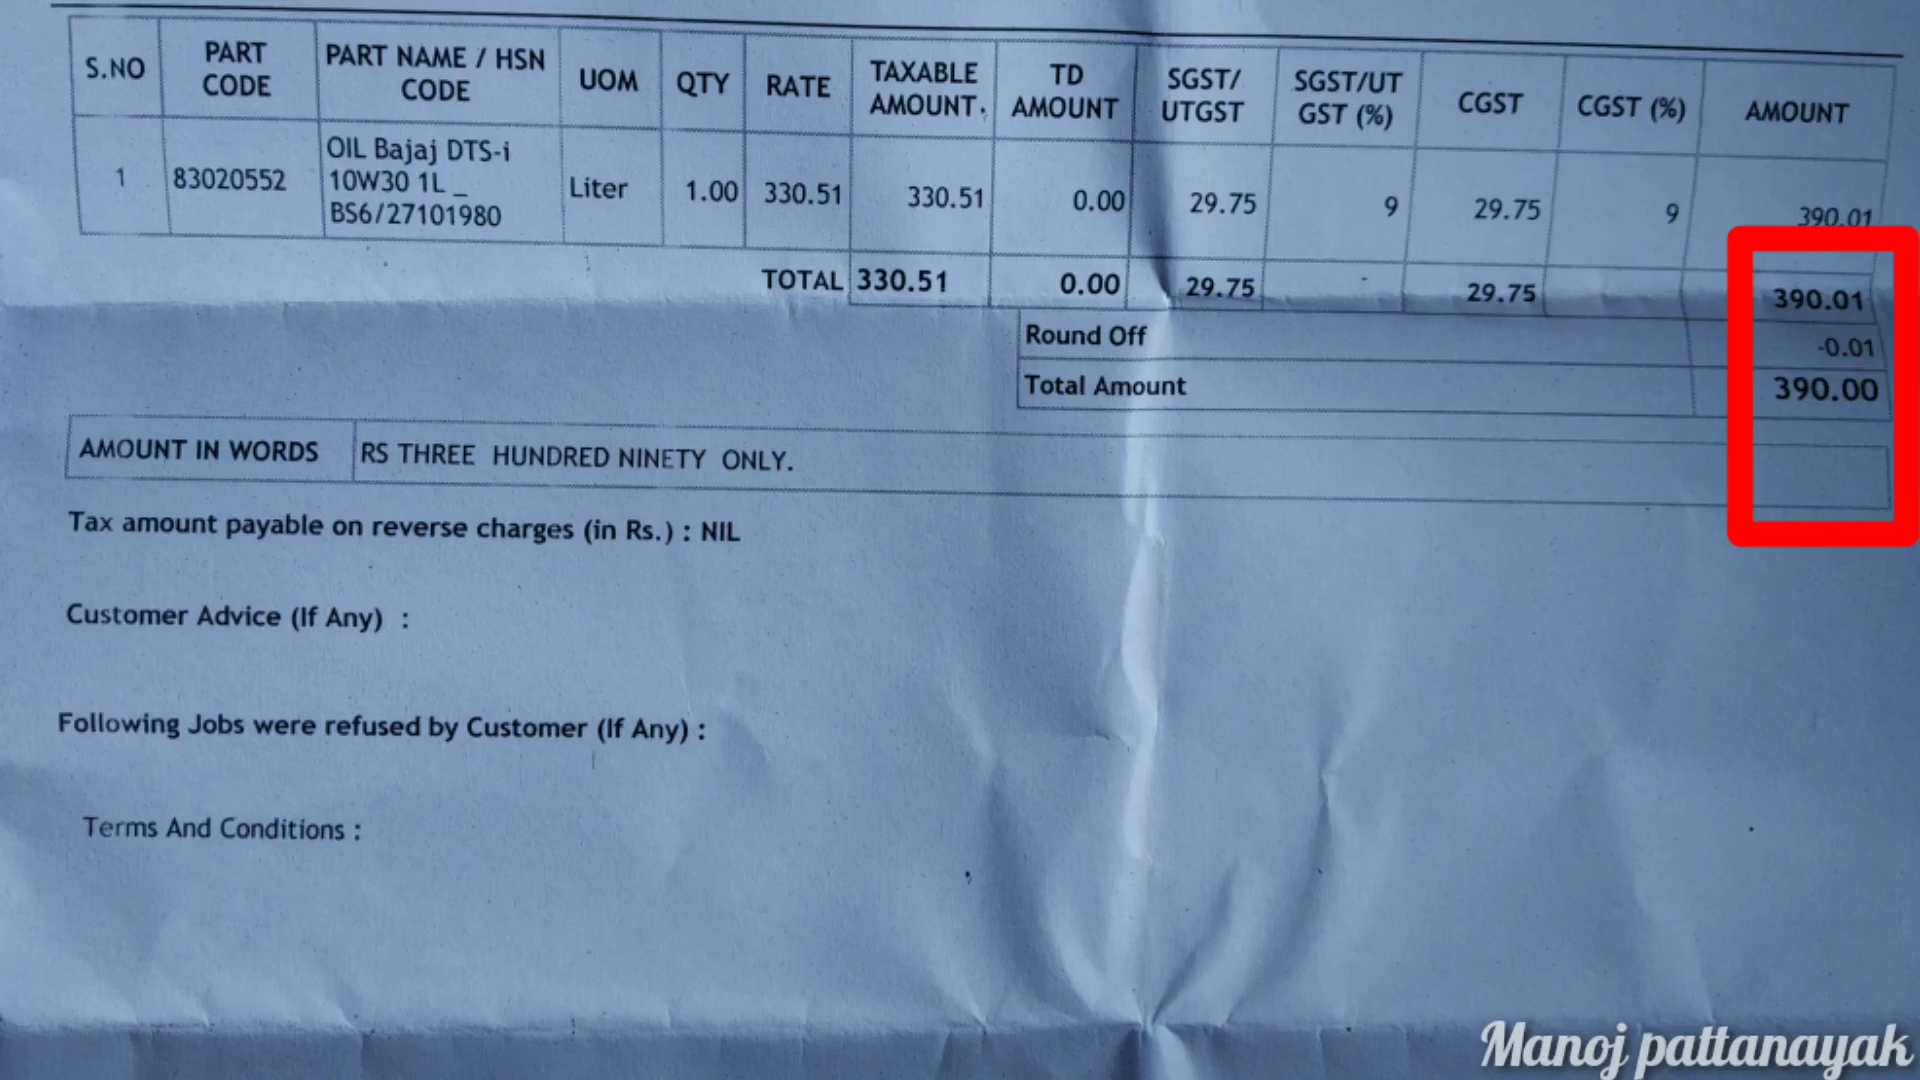 S.NO PART CODE PART NAME / HSN CODE UOM QTY RATE TAXABLE AMOUNT. TD AMOUNT SGST/ UTGST SGST/UT GST (%) CGST CGST (%) AMOUNT
1 83020552 OIL Bajaj DTS-i 10W30 1L _ BS6/27101980 Liter 1.00 330.51 330.51 0.00 29.75 9 29.75 9 390.01
TOTAL 330.51 0.00 29.75 29.75 390.01
Round Off -0.01
Total Amount 390.00
AMOUNT IN WORDS RS THREE HUNDRED NINETY ONLY.
Tax amount payable on reverse charges (in Rs.) : NIL
Customer Advice (If Any) :
Following Jobs were refused by Customer (If Any) :
Terms And Conditions :
Manoj pattanayak